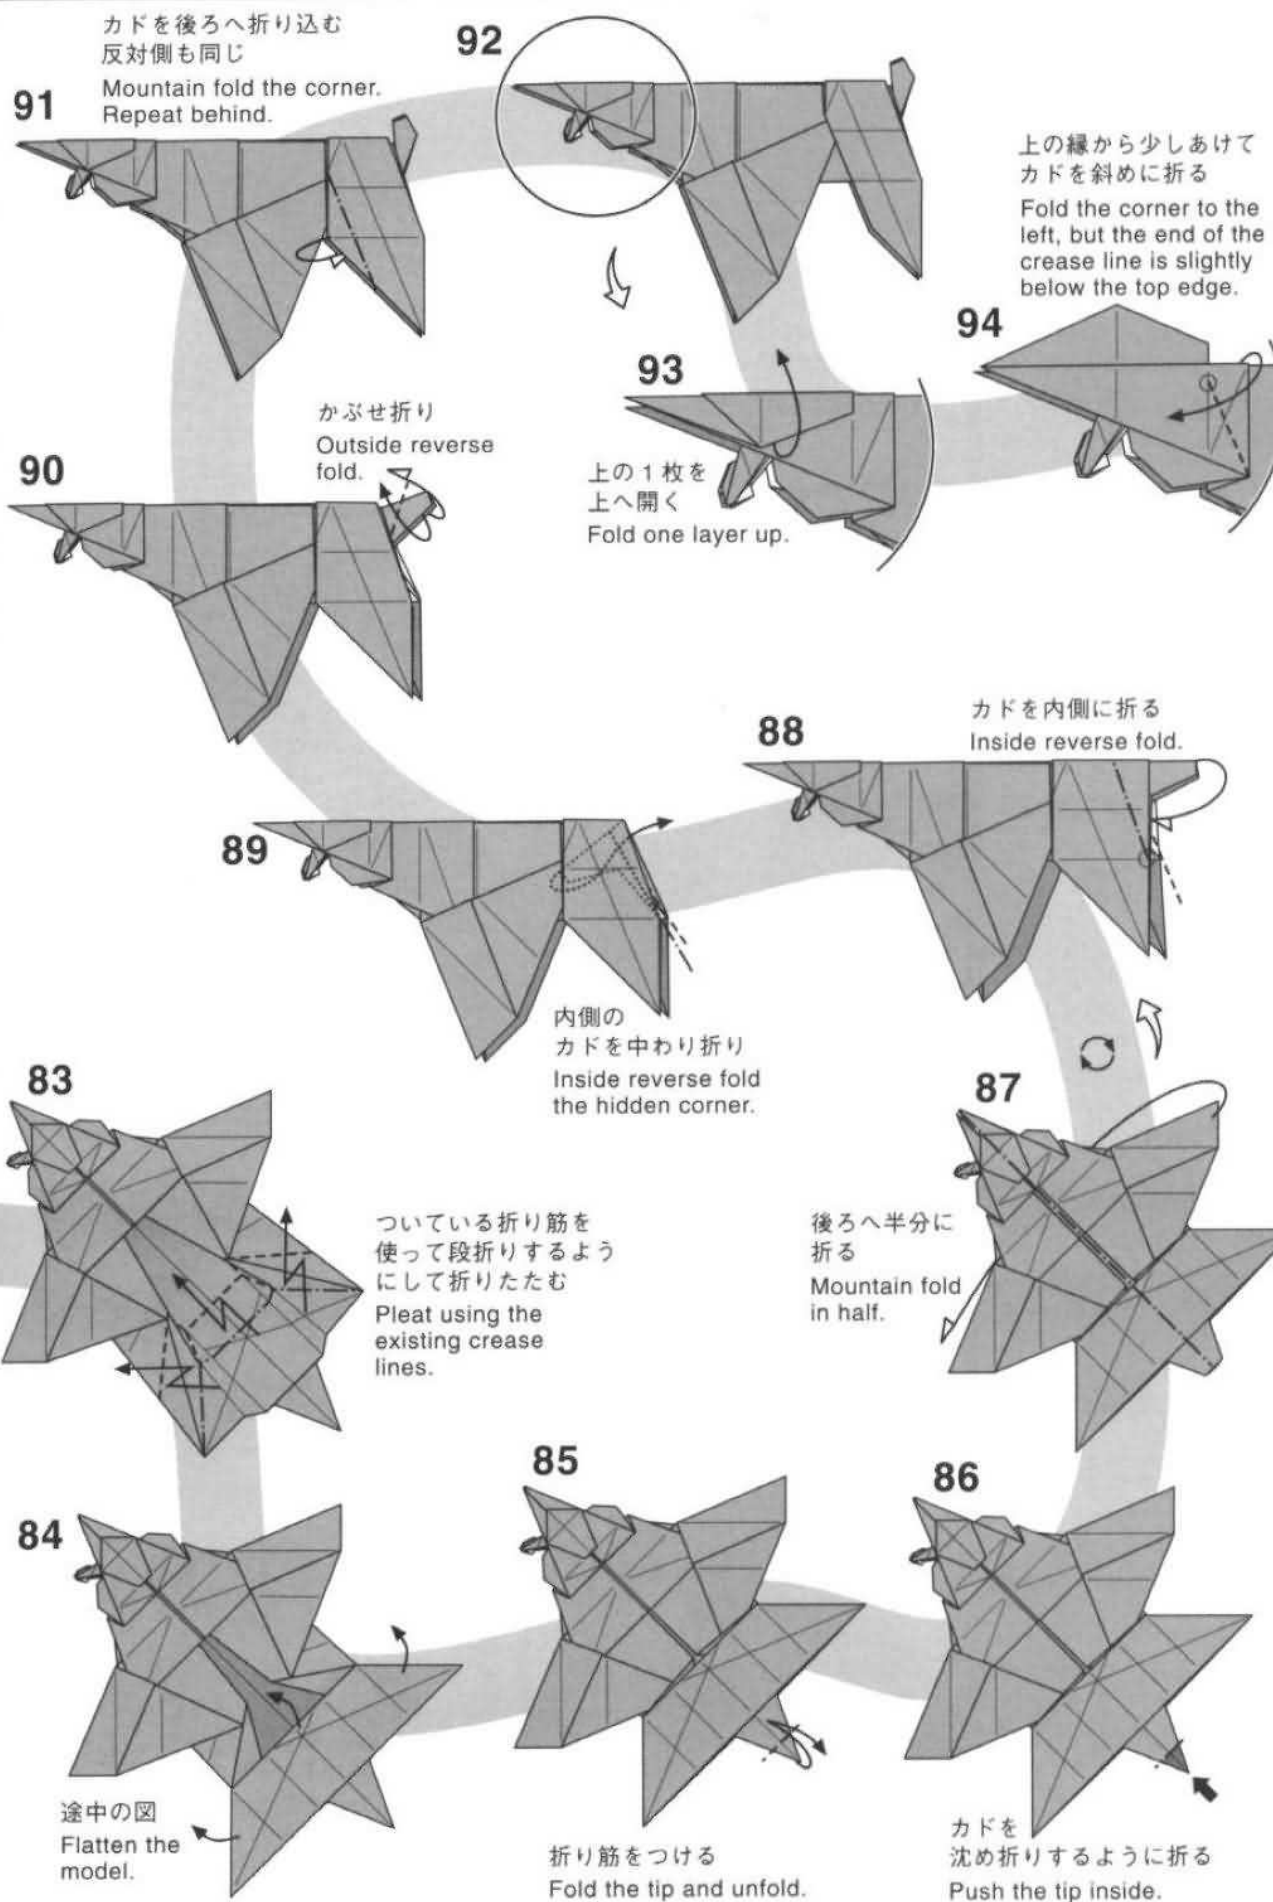 83
ついている折り筋を
使って段折りするよう
にして折りたたむ
Pleat using the
existing crease
lines.
84
途中の図
Flatten the
model.
85
折り筋をつける
Fold the tip and unfold.
86
カドを
沈め折りするように折る
Push the tip inside.
87
後ろへ半分に
折る
Mountain fold
in half.
88
カドを内側に折る
Inside reverse fold.
89
内側の
カドを中わり折り
Inside reverse fold
the hidden corner.
90
かぶせ折り
Outside reverse
fold.
91
カドを後ろへ折り込む
反対側も同じ
Mountain fold the corner.
Repeat behind.
92
93
上の1枚を
上へ開く
Fold one layer up.
94
上の縁から少しあけて
カドを斜めに折る
Fold the corner to the
left, but the end of the
crease line is slightly
below the top edge.